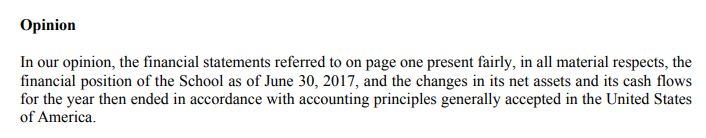 Opinion
In our opinion, the financial statements referred to on page one present fairly, in all material respects, the
financial position of the School as of June 30, 2017, and the changes in its net assets and its cash flows
for the year then ended in accordance with accounting principles generally accepted in the United States
of America.